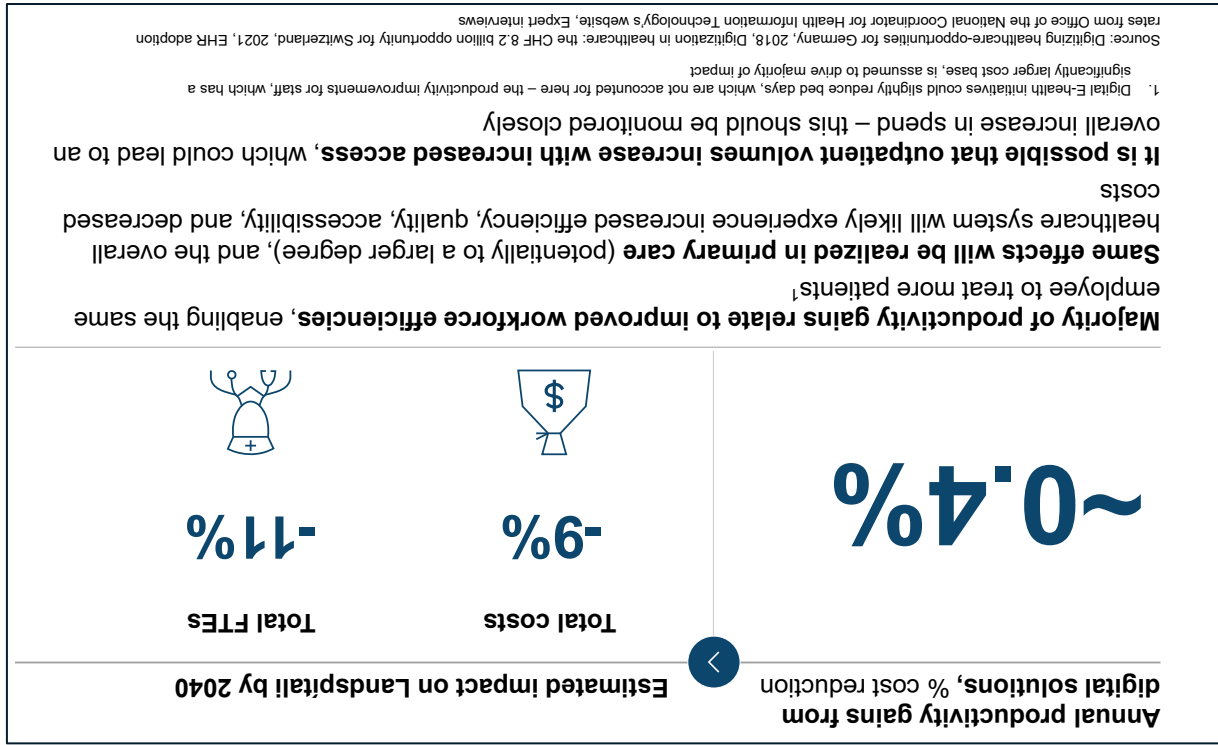 Annual productivity gains from
digital solutions, % cost reduction
Estimated impact on Landspítali by 2040
~0.4%
Total costs
-9%
$
Total FTEs
-11%
Majority of productivity gains relate to improved workforce efficiencies, enabling the same
employee to treat more patients¹
Same effects will be realized in primary care (potentially to a larger degree), and the overall
healthcare system will likely experience increased efficiency, quality, accessibility, and decreased
costs
It is possible that outpatient volumes increase with increased access, which could lead to an
overall increase in spend – this should be monitored closely
1. Digital E-health initiatives could slightly reduce bed days, which are not accounted for here – the productivity improvements for staff, which has a
significantly larger cost base, is assumed to drive majority of impact
Source: Digitizing healthcare-opportunities for Germany, 2018, Digitization in healthcare: the CHF 8.2 billion opportunity for Switzerland, 2021, EHR adoption
rates from Office of the National Coordinator for Health Information Technology's website, Expert interviews